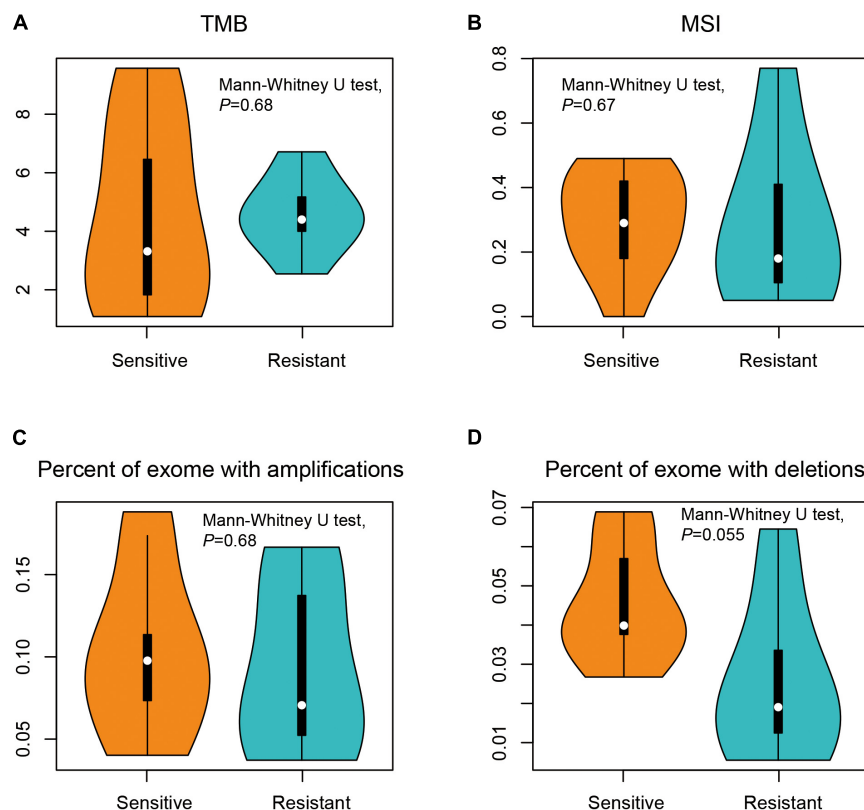 A
TMB
Mann-Whitney U test,
P=0.68
8
6
4
2
Sensitive
Resistant
B
MSI
Mann-Whitney U test,
P=0.67
0.8
0.6
0.4
0.2
0.0
Sensitive
Resistant
C
Percent of exome with amplifications
Mann-Whitney U test,
P=0.68
0.15
0.10
0.05
Sensitive
Resistant
D
Percent of exome with deletions
Mann-Whitney U test,
P=0.055
0.07
0.05
0.03
0.01
Sensitive
Resistant